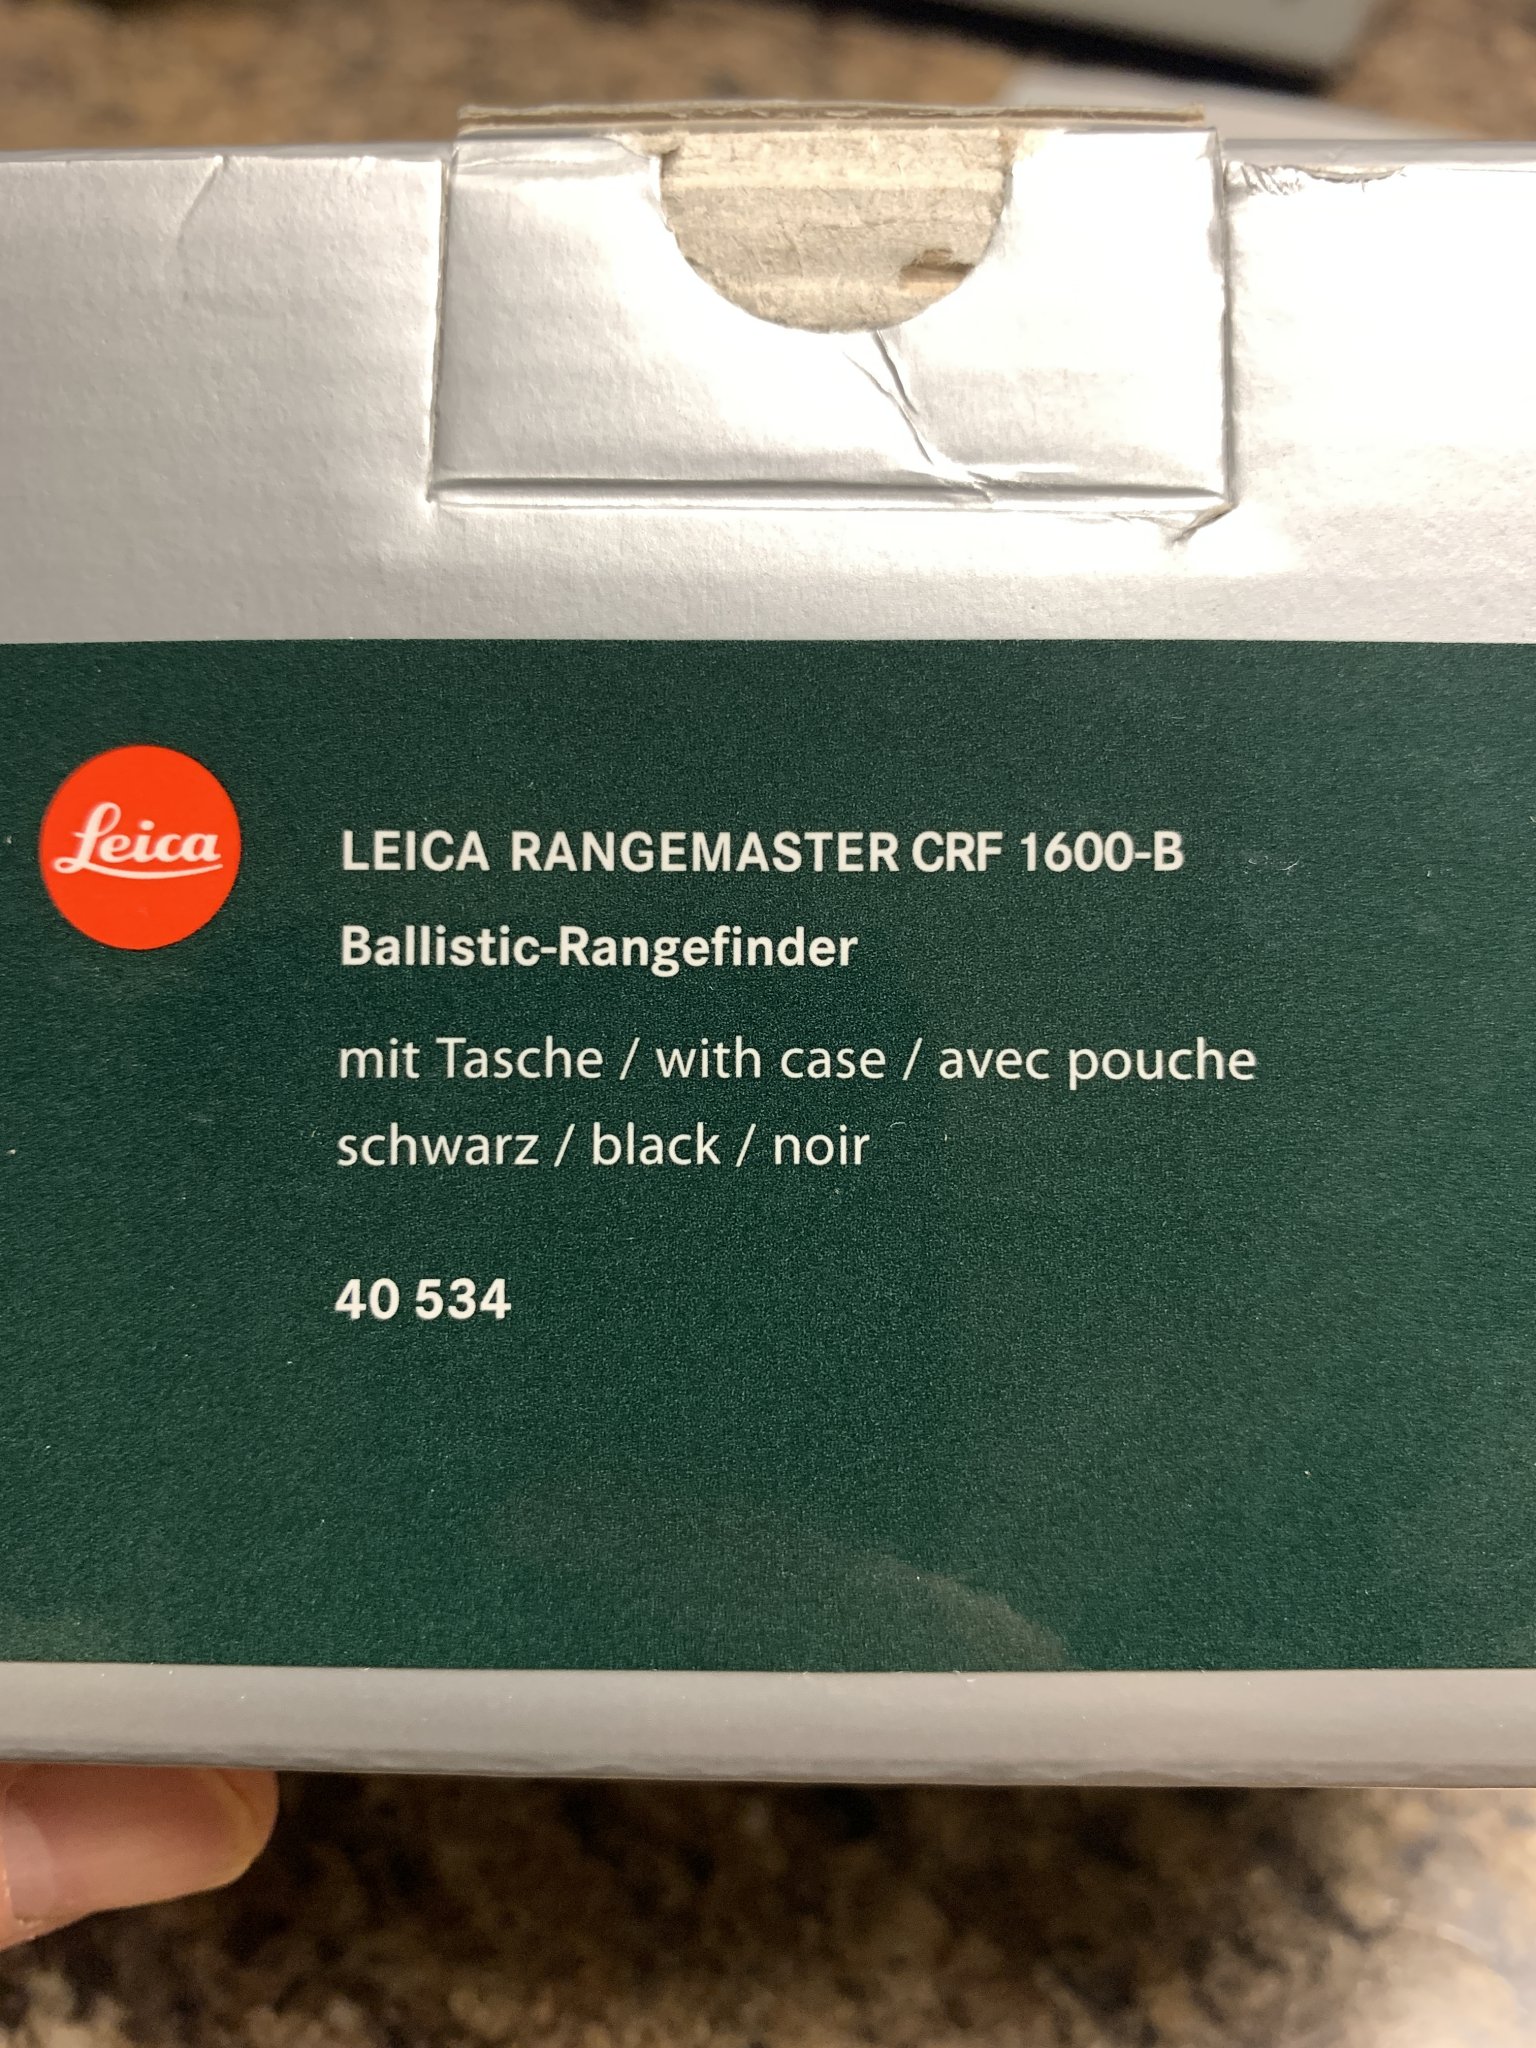 Leica
LEICA RANGEMASTER CRF 1600-B
Ballistic-Rangefinder
mit Tasche / with case / avec pouche
schwarz / black / noir
40 534